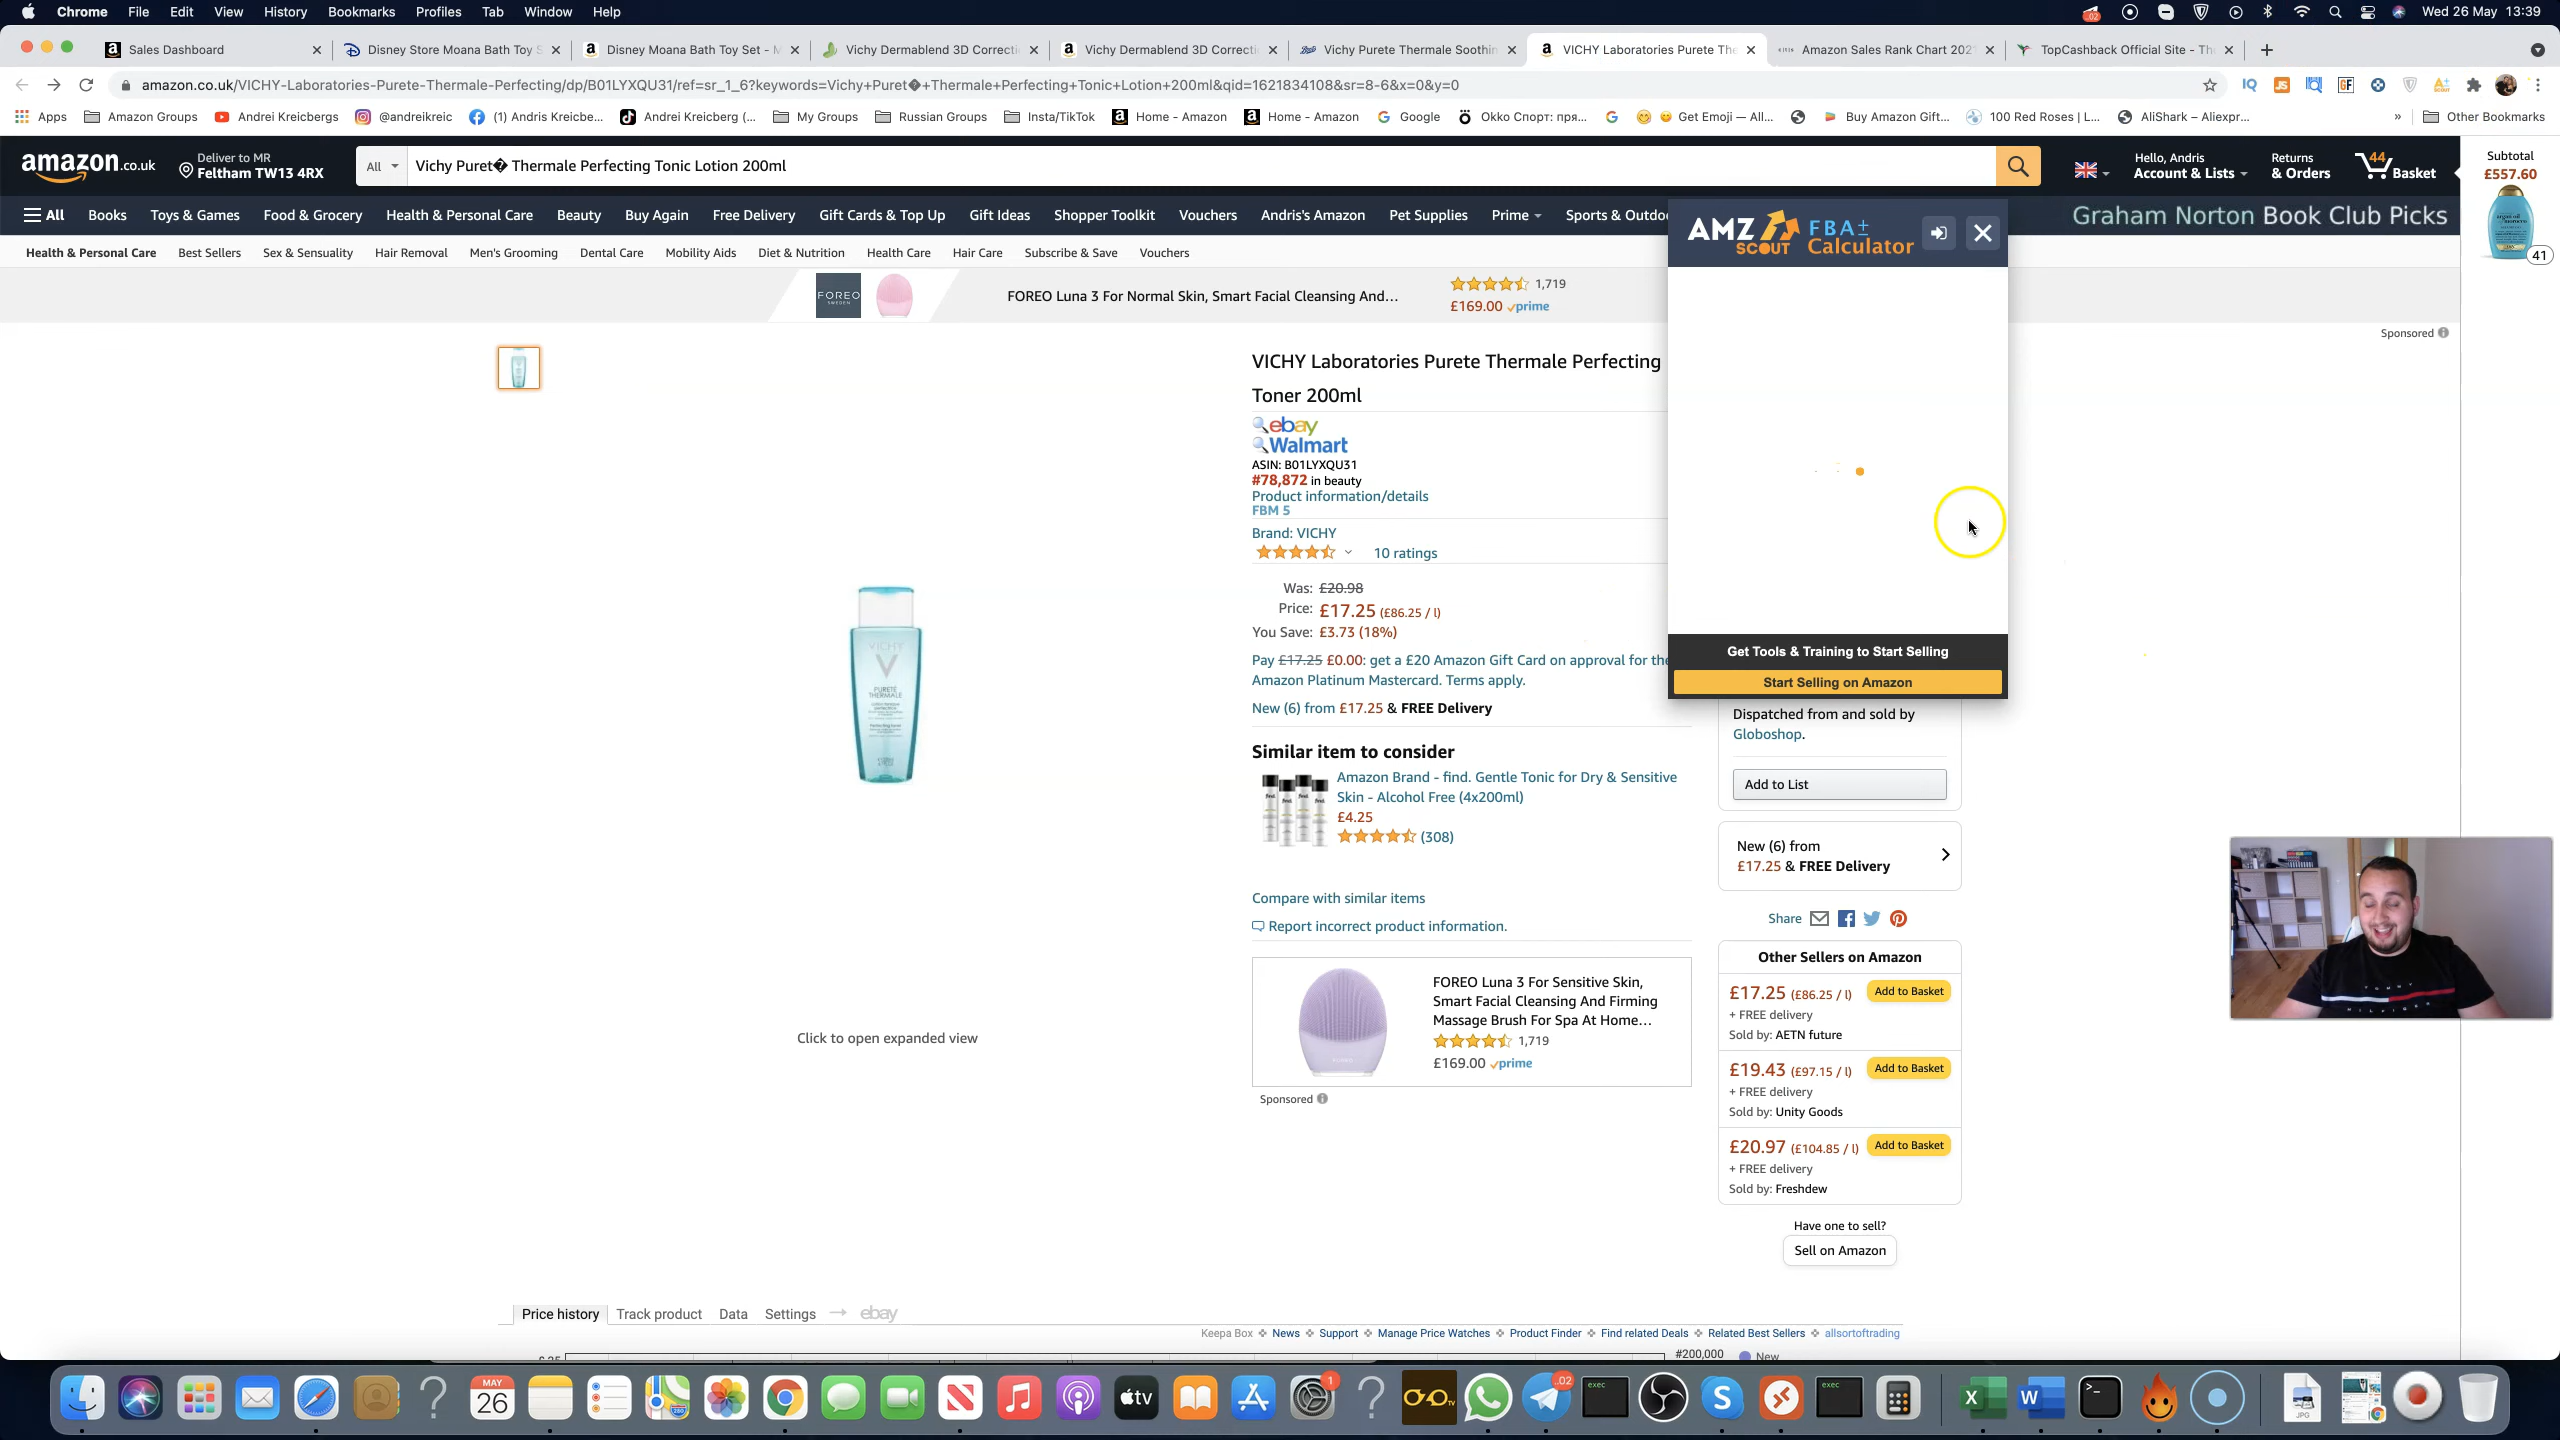 Chrome File Edit View History Bookmarks Profiles Tab Window Help
Wed 26 May 13:39
Sales Dashboard
Disney Store Moana Bath Toy S
Disney Moana Bath Toy Set - M
Vichy Dermablend 3D Correcti
Vichy Dermablend 3D Correcti
Vichy Purete Thermale Soothin
VICHY Laboratories Purete The
Amazon Sales Rank Chart 202
TopCashback Official Site - Th
amazon.co.uk/VICHY-Laboratories-Purete-Thermale-Perfecting/dp/B01LYXQU31/ref=sr_1_6?keywords=Vichy+Puret�+Thermale+Perfecting+Tonic+Lotion+200ml&qid=1621834108&sr=8-6&x=0&y=0
Apps Amazon Groups Andrei Kreicbergs @andreikreic (1) Andris Kreicbe... Andrei Kreicberg (... My Groups Russian Groups Insta/TikTok Home - Amazon Home - Amazon Google Okko Спорт: пря... Get Emoji — All... Buy Amazon Gift... 100 Red Roses | L... AliShark – Aliexpr... » Other Bookmarks
amazon.co.uk
Deliver to MR
Feltham TW13 4RX
All
Vichy Puret� Thermale Perfecting Tonic Lotion 200ml
Hello, Andris
Account & Lists
Returns
& Orders
44
Basket
Subtotal
£557.60
41
All Books Toys & Games Food & Grocery Health & Personal Care Beauty Buy Again Free Delivery Gift Cards & Top Up Gift Ideas Shopper Toolkit Vouchers Andris's Amazon Pet Supplies Prime Sports & Outdo
Graham Norton Book Club Picks
Health & Personal Care Best Sellers Sex & Sensuality Hair Removal Men's Grooming Dental Care Mobility Aids Diet & Nutrition Health Care Hair Care Subscribe & Save Vouchers
FOREO
SWEDEN
FOREO Luna 3 For Normal Skin, Smart Facial Cleansing And...
1,719
£169.00 prime
Sponsored
AMZ SCOUT FBA± Calculator
Get Tools & Training to Start Selling
Start Selling on Amazon
VICHY Laboratories Purete Thermale Perfecting
Toner 200ml
ebay
Walmart
ASIN: B01LYXQU31
#78,872 in beauty
Product information/details
FBM 5
Brand: VICHY
10 ratings
Was: £20.98
Price: £17.25 (£86.25 / l)
You Save: £3.73 (18%)
Pay £17.25 £0.00: get a £20 Amazon Gift Card on approval for the
Amazon Platinum Mastercard. Terms apply.
New (6) from £17.25 & FREE Delivery
Similar item to consider
Amazon Brand - find. Gentle Tonic for Dry & Sensitive
Skin - Alcohol Free (4x200ml)
£4.25
(308)
Compare with similar items
Report incorrect product information.
FOREO Luna 3 For Sensitive Skin,
Smart Facial Cleansing And Firming
Massage Brush For Spa At Home...
1,719
£169.00 prime
Sponsored
VICHY
V
PURETÉ
THERMALE
Click to open expanded view
Dispatched from and sold by
Globoshop.
Add to List
New (6) from
£17.25 & FREE Delivery
Share
Other Sellers on Amazon
£17.25 (£86.25 / l) Add to Basket
+ FREE delivery
Sold by: AETN future
£19.43 (£97.15 / l) Add to Basket
+ FREE delivery
Sold by: Unity Goods
£20.97 (£104.85 / l) Add to Basket
+ FREE delivery
Sold by: Freshdew
Have one to sell?
Sell on Amazon
Price history Track product Data Settings ebay
Keepa Box News Support Manage Price Watches Product Finder Find related Deals Related Best Sellers allsortoftrading
#200,000
New
MAY
26
tv
exec
exec
1
JPG